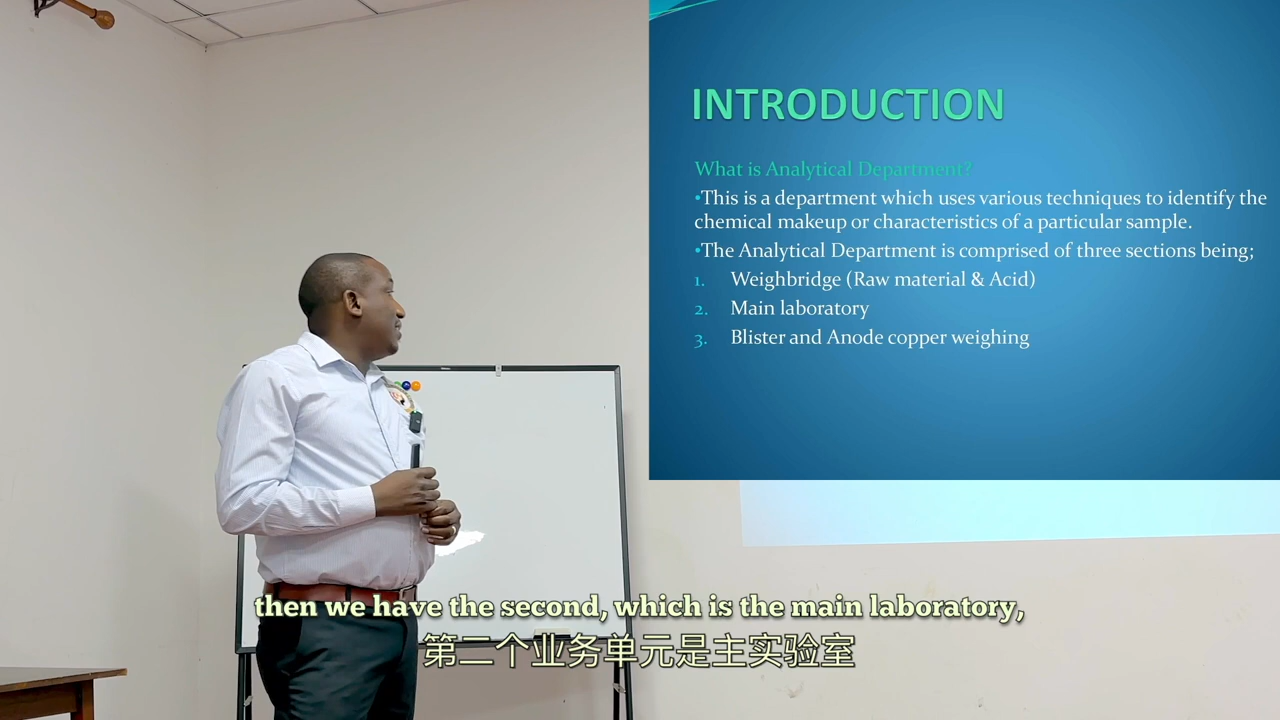 INTRODUCTION
What is Analytical Department?
•This is a department which uses various techniques to identify the
chemical makeup or characteristics of a particular sample.
•The Analytical Department is comprised of three sections being;
1. Weighbridge (Raw material & Acid)
2. Main laboratory
3. Blister and Anode copper weighing
then we have the second, which is the main laboratory,
第二个业务单元是主实验室